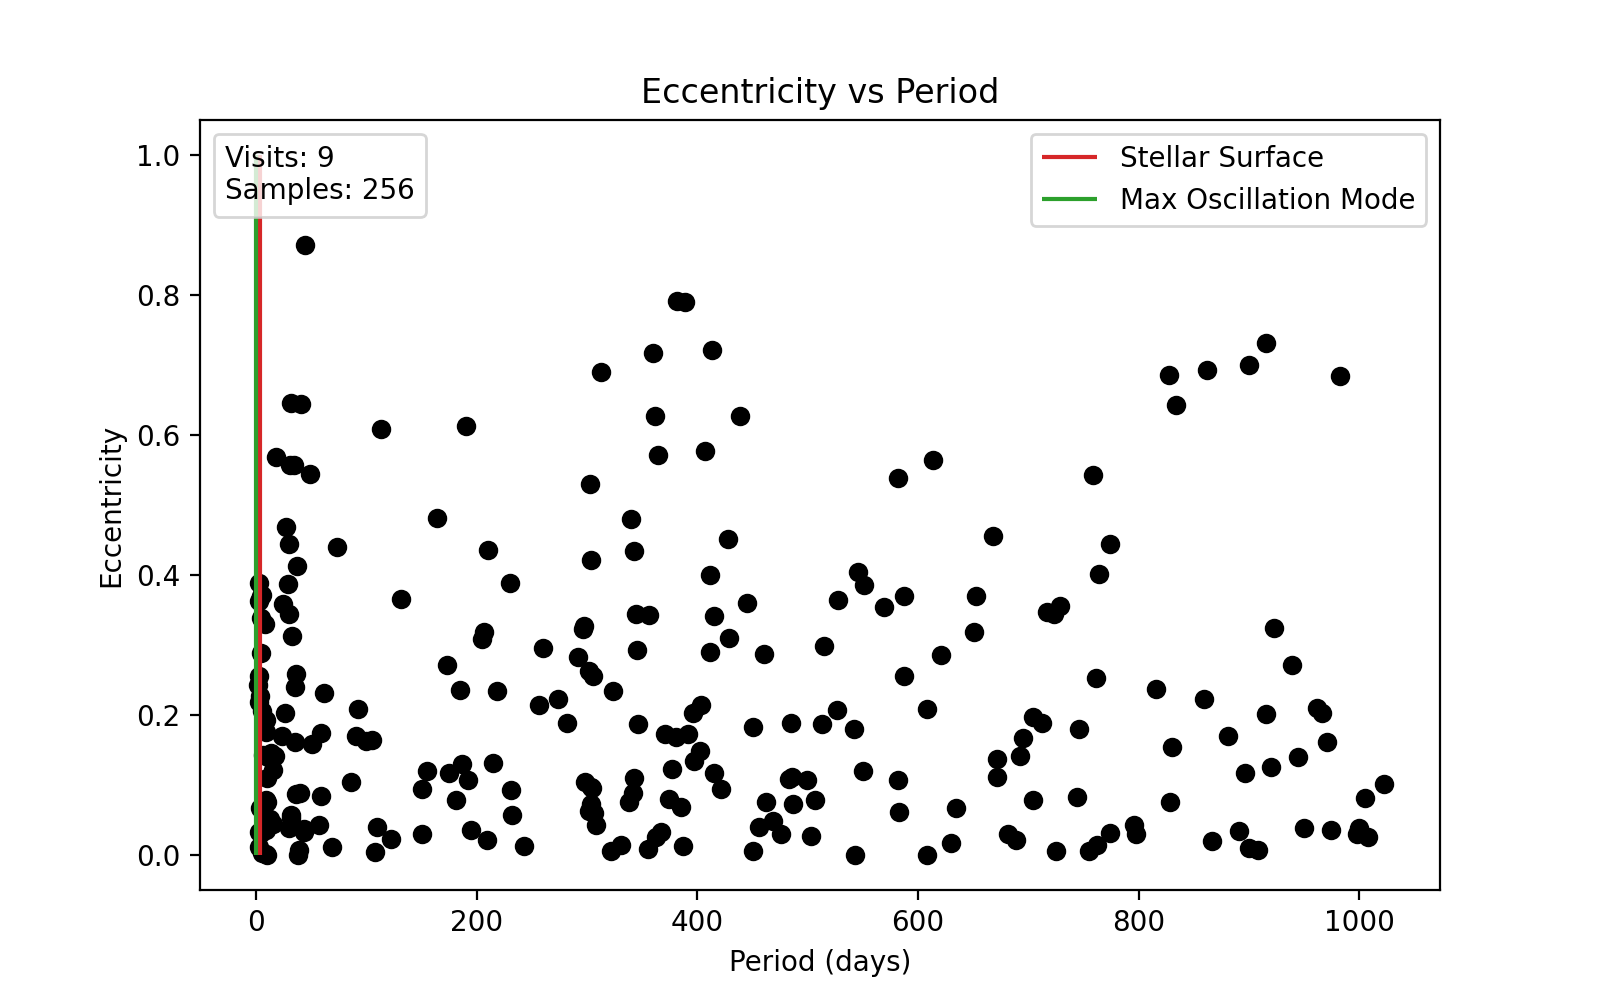 Eccentricity vs Period
Visits: 9
Samples: 256
Stellar Surface
Max Oscillation Mode
1.0
0.8
0.6
0.4
0.2
0.0
Eccentricity
0
200
400
600
800
1000
Period (days)